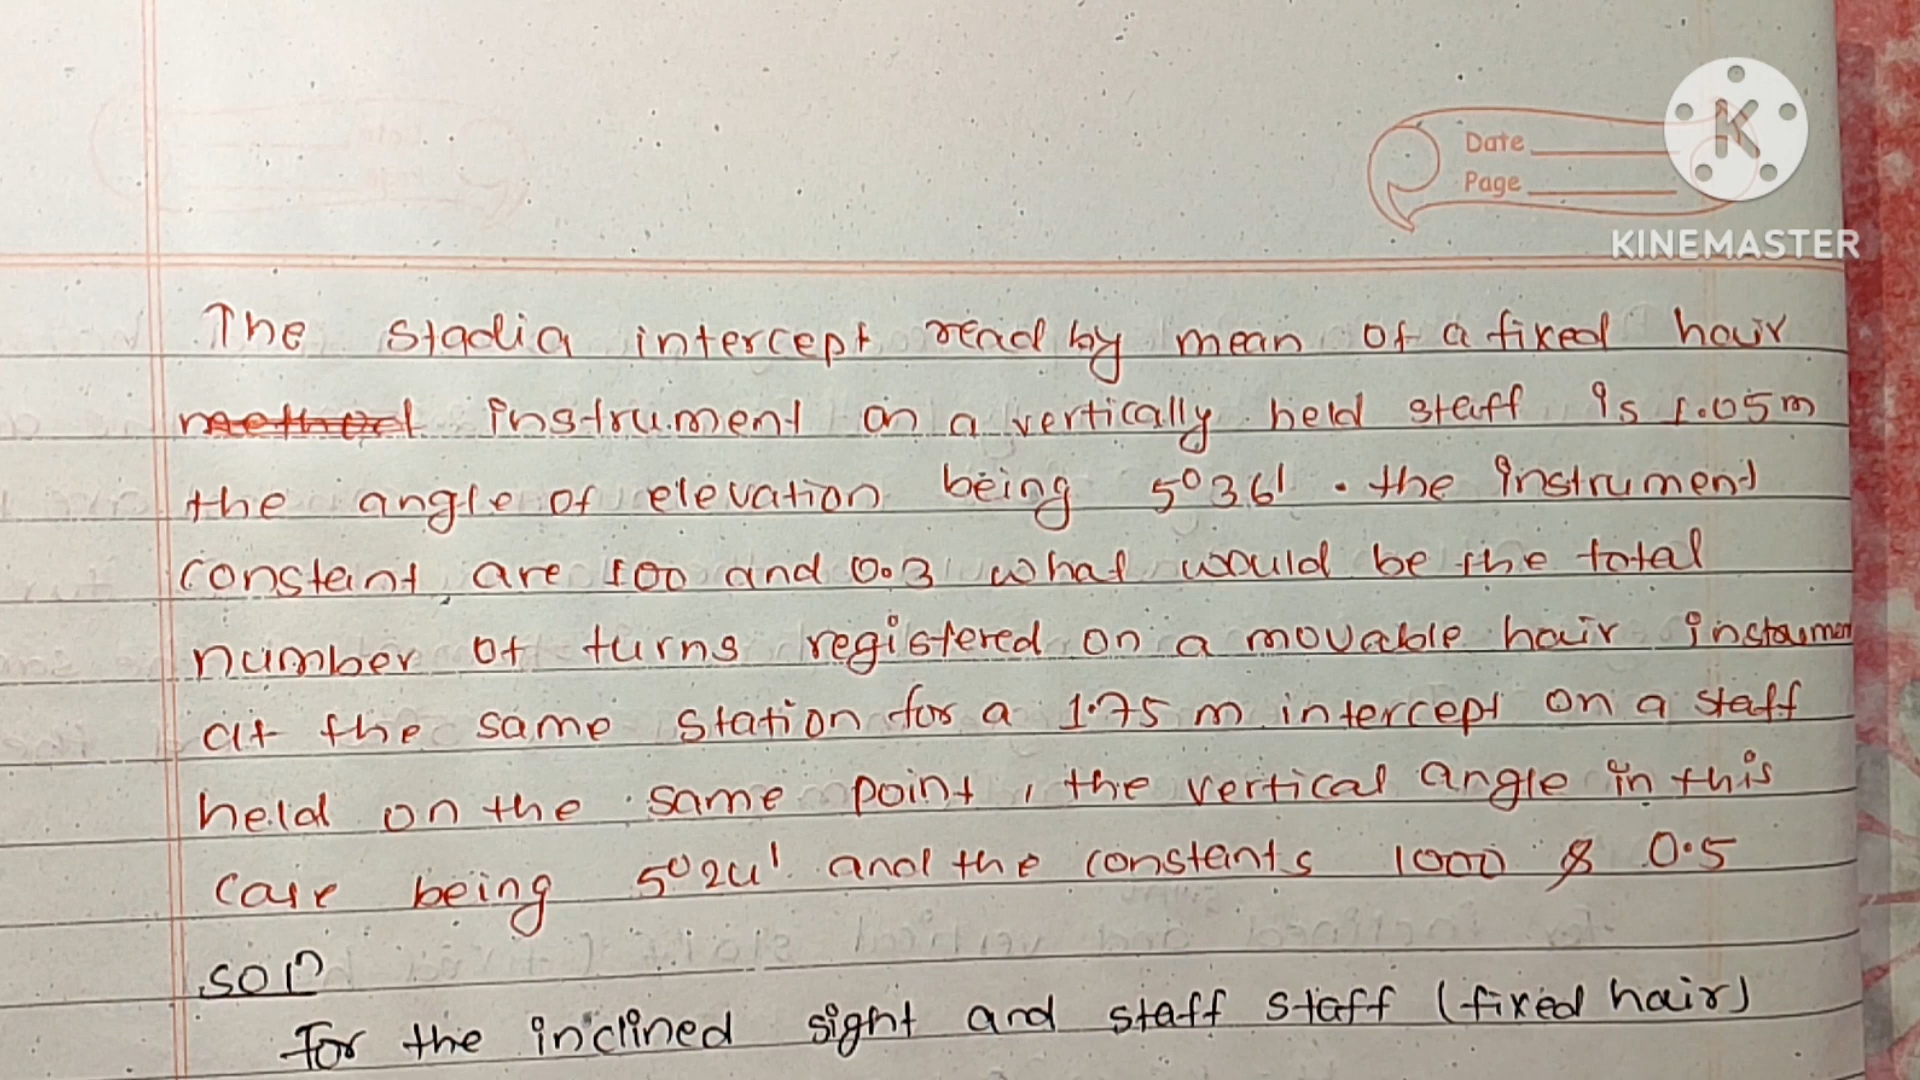 Date
Page
K
KINEMASTER
The stadia intercept read by mean of a fixed hair
method instrument on a vertically held staff is 1.05m
the angle of elevation being 5°36'. the instrument
constant are 100 and 0.3 what would be the total
number of turns registered on a movable hair instrument
at the same station for a 1.75 m intercept on a staff
held on the same point, the vertical angle in this
case being 5°24' and the constants 1000 & 0.5
Soln
For the inclined sight and staff staff (fixed hair)